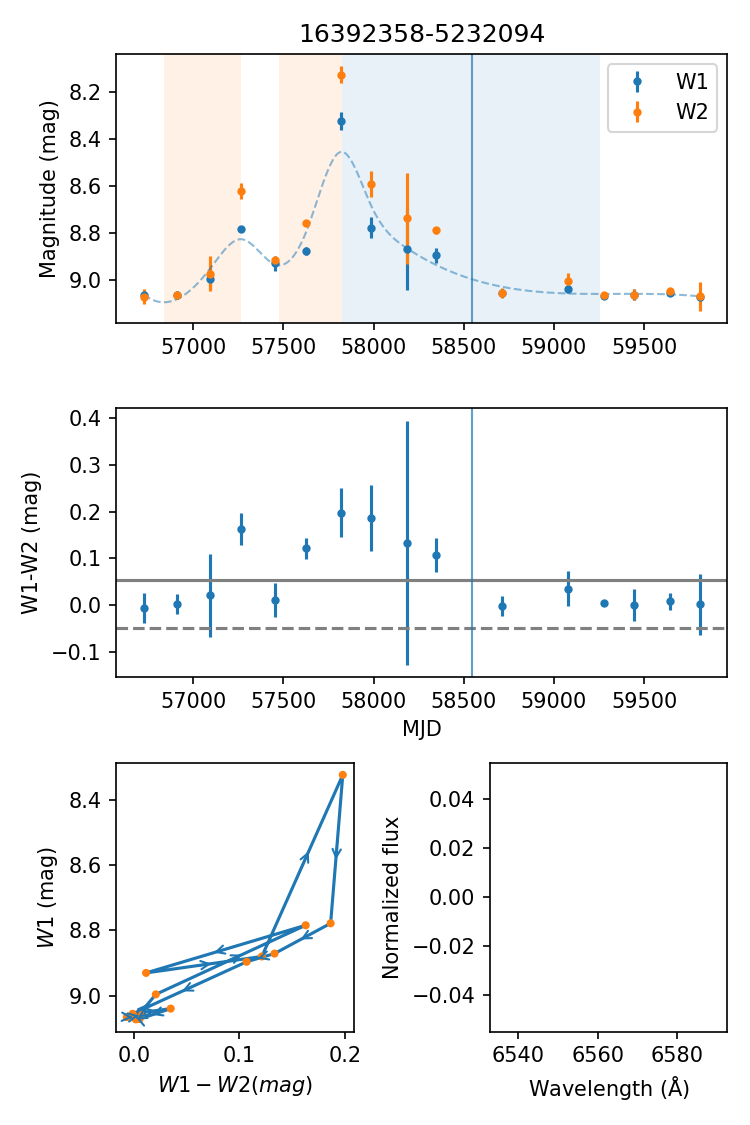 16392358-5232094
Magnitude (mag)
8.2
8.4
8.6
8.8
9.0
W1
W2
57000 57500 58000 58500 59000 59500
W1-W2 (mag)
0.4
0.3
0.2
0.1
0.0
−0.1
57000 57500 58000 58500 59000 59500
MJD
W1 (mag)
8.4
8.6
8.8
9.0
0.0 0.1 0.2
W1 − W2(mag)
Normalized flux
0.04
0.02
0.00
−0.02
−0.04
6540 6560 6580
Wavelength (Å)